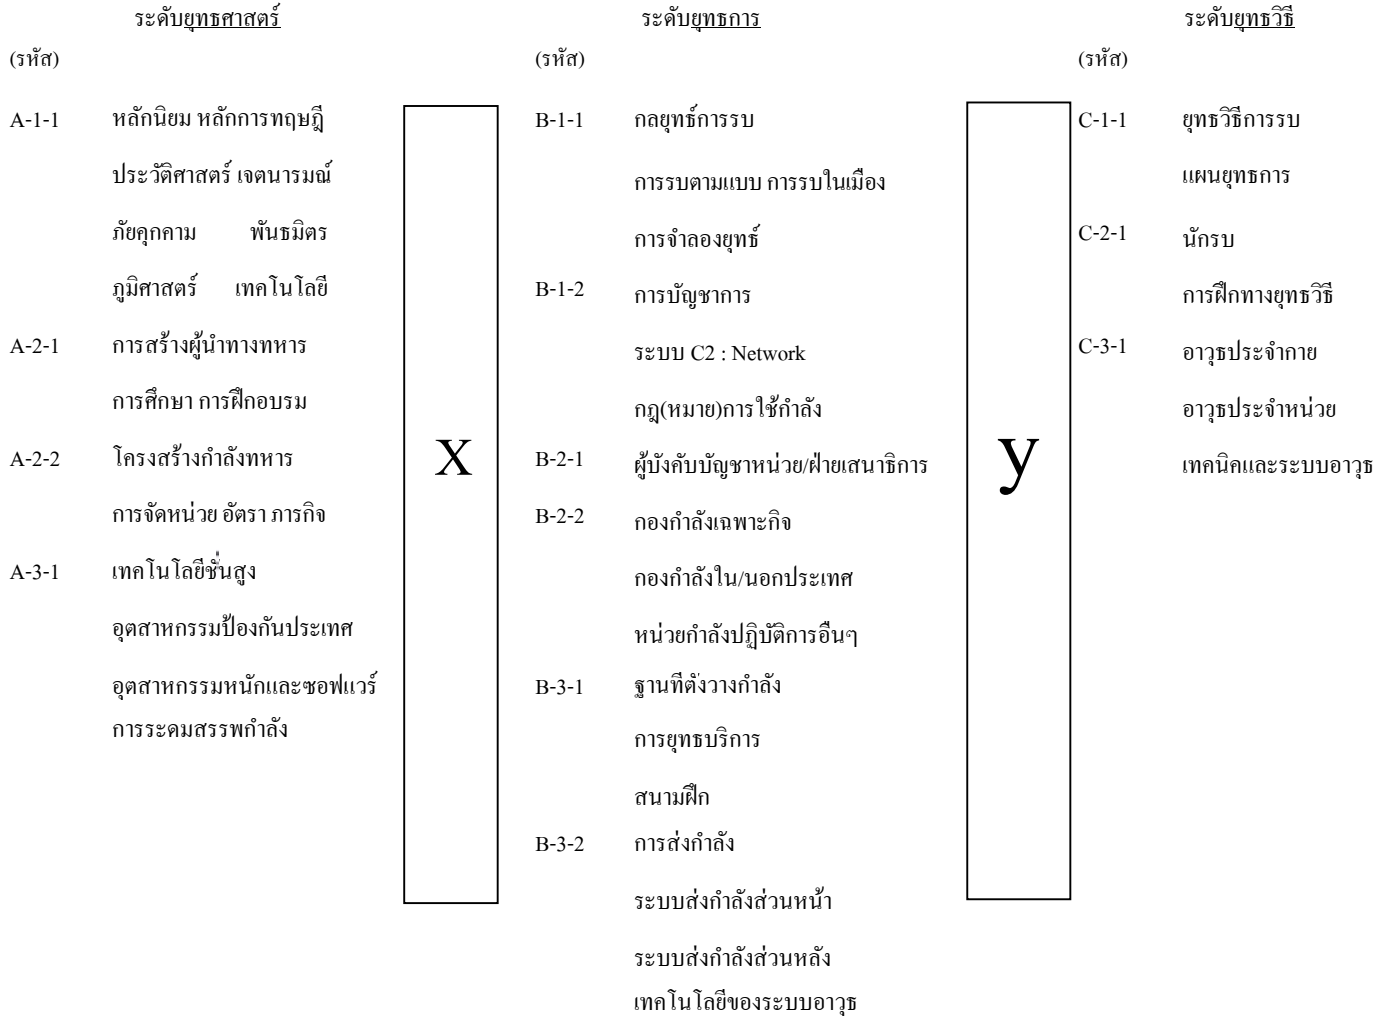 ระดับยุทธศาสตร์ ระดับยุทธการ ระดับยุทธวิธี
(รหัส) (รหัส) (รหัส)
A-1-1 หลักนิยม หลักการทฤษฎี
ประวัติศาสตร์ เจตนารมณ์
ภัยคุกคาม พันธมิตร
ภูมิศาสตร์ เทคโนโลยี
A-2-1 การสร้างผู้นำทางทหาร
การศึกษา การฝึกอบรม
A-2-2 โครงสร้างกำลังทหาร
การจัดหน่วย อัตรา ภารกิจ
A-3-1 เทคโนโลยีชั้นสูง
อุตสาหกรรมป้องกันประเทศ
อุตสาหกรรมหนักและซอฟแวร์
การระดมสรรพกำลัง
x
B-1-1 กลยุทธ์การรบ
การรบตามแบบ การรบในเมือง
การจำลองยุทธ์
B-1-2 การบัญชาการ
ระบบ C2 : Network
กฎ(หมาย)การใช้กำลัง
B-2-1 ผู้บังคับบัญชาหน่วย/ฝ่ายเสนาธิการ
B-2-2 กองกำลังเฉพาะกิจ
กองกำลังใน/นอกประเทศ
หน่วยกำลังปฏิบัติการอื่นๆ
B-3-1 ฐานที่ตั้งวางกำลัง
การยุทธบริการ
สนามฝึก
B-3-2 การส่งกำลัง
ระบบส่งกำลังส่วนหน้า
ระบบส่งกำลังส่วนหลัง
เทคโนโลยีของระบบอาวุธ
y
C-1-1 ยุทธวิธีการรบ
แผนยุทธการ
C-2-1 นักรบ
การฝึกทางยุทธวิธี
C-3-1 อาวุธประจำกาย
อาวุธประจำหน่วย
เทคนิคและระบบอาวุธ